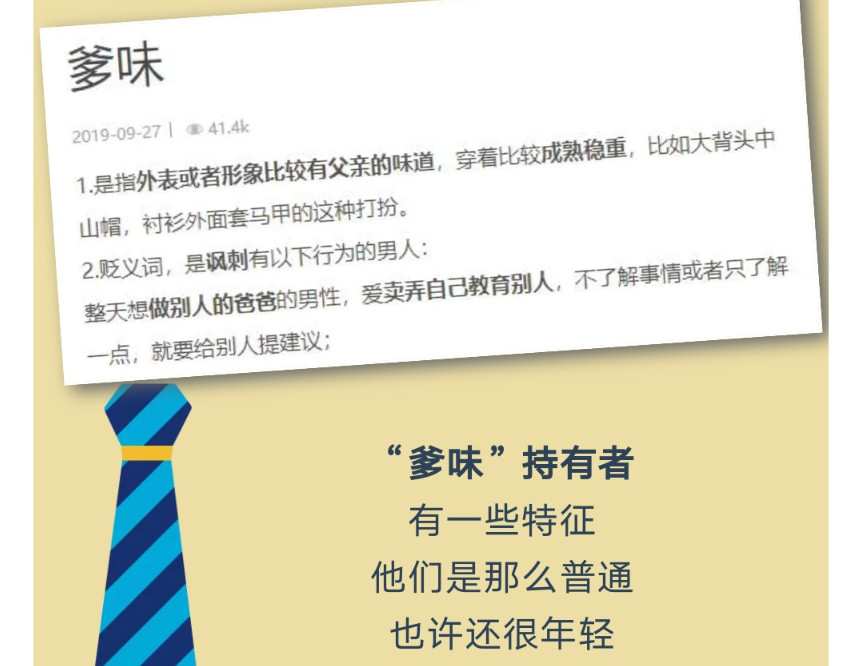 爹味
2019-09-27 | 41.4k
1.是指外表或者形象比较有父亲的味道，穿着比较成熟稳重，比如大背头中
山帽，衬衫外面套马甲的这种打扮。
2.贬义词，是讽刺有以下行为的男人：
整天想做别人的爸爸的男性，爱卖弄自己教育别人，不了解事情或者只了解
一点，就要给别人提建议；
“爹味”持有者
有一些特征
他们是那么普通
也许还很年轻